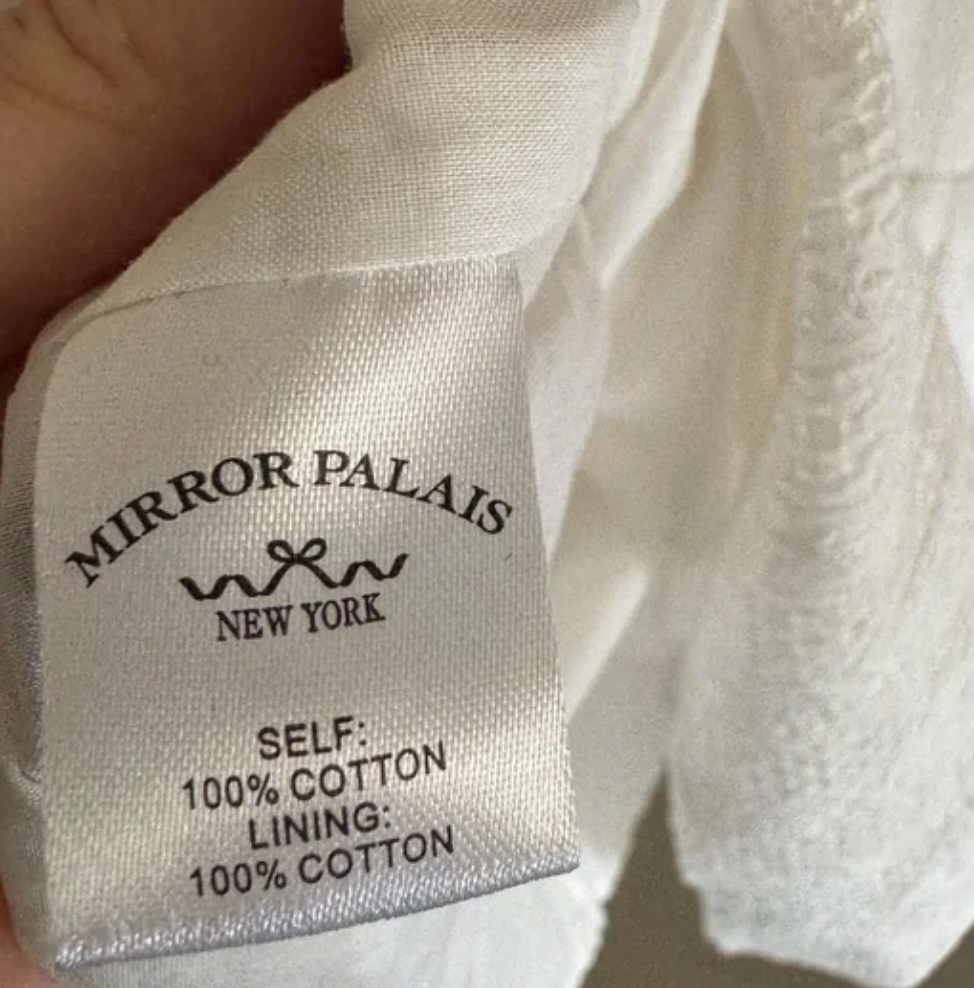 MIRROR PALAIS
NEW YORK
SELF:
100% COTTON
LINING:
100% COTTON